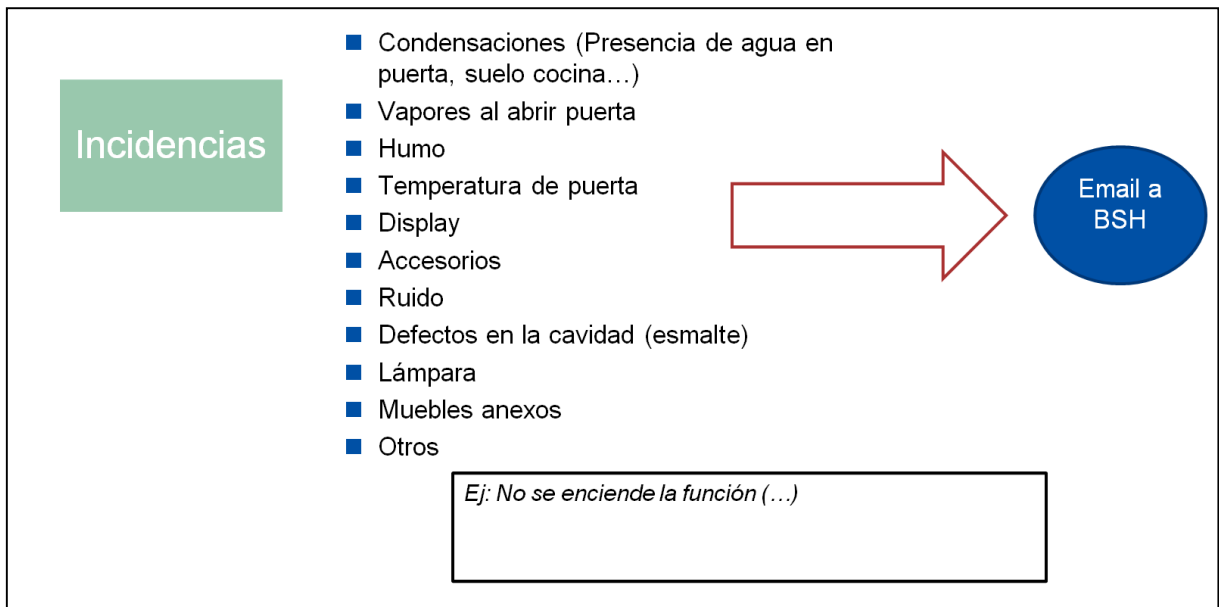 Incidencias
Condensaciones (Presencia de agua en
puerta, suelo cocina…)
Vapores al abrir puerta
Humo
Temperatura de puerta
Display
Accesorios
Ruido
Defectos en la cavidad (esmalte)
Lámpara
Muebles anexos
Otros
Email a
BSH
Ej: No se enciende la función (…)